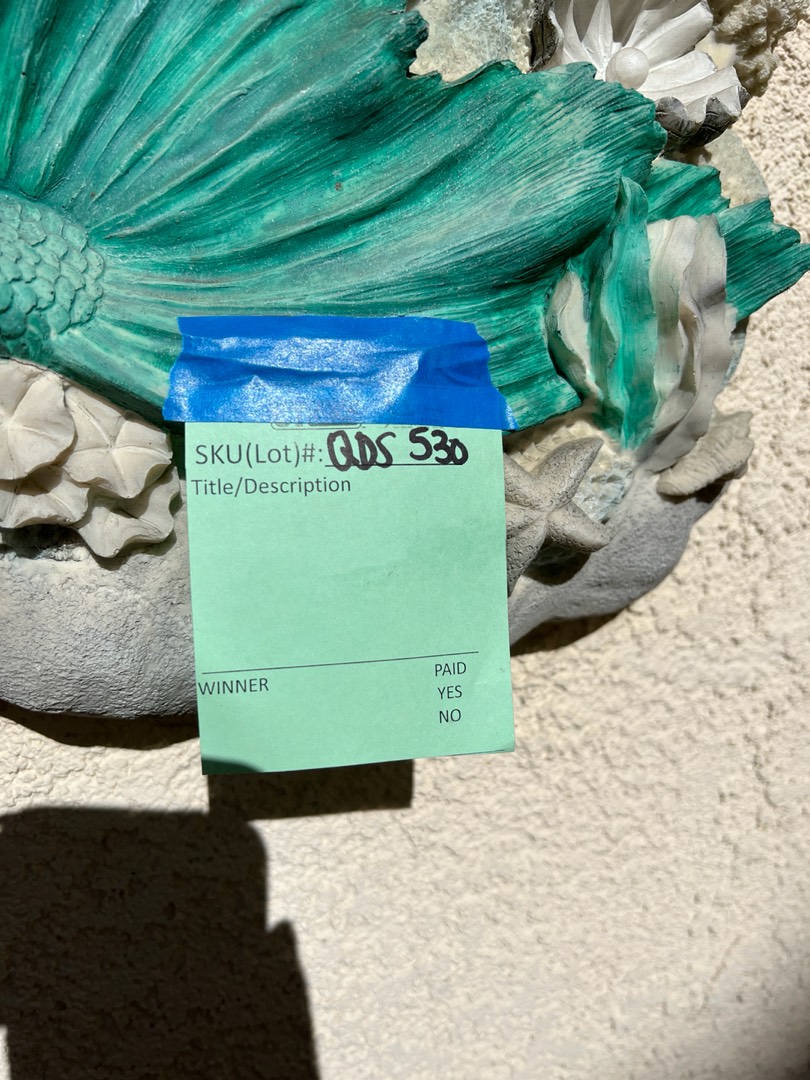 SKU(Lot)#: QDS 530
Title/Description
WINNER
PAID
YES
NO